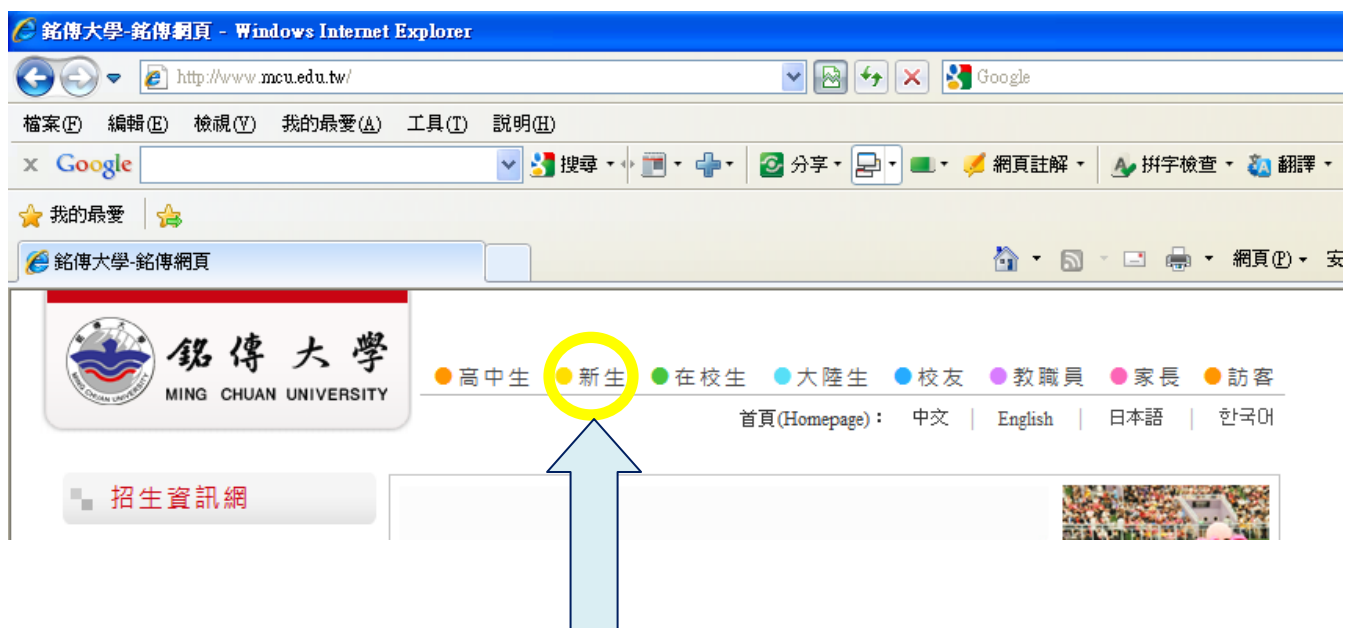 銘傳大學-銘傳網頁 - Windows Internet Explorer
http://www.mcu.edu.tw/ Google
檔案(F) 編輯(E) 檢視(V) 我的最愛(A) 工具(T) 說明(H)
x Google 搜尋 分享 網頁註解 拼字檢查 翻譯
我的最愛
銘傳大學-銘傳網頁 網頁(P) 安
銘傳大學
MING CHUAN UNIVERSITY
高中生 新生 在校生 大陸生 校友 教職員 家長 訪客
首頁(Homepage)： 中文 | English | 日本語 | 한국어
招生資訊網